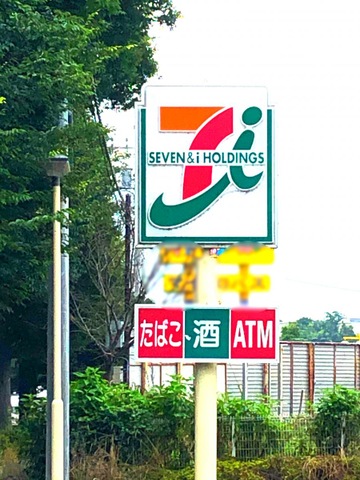 SEVEN & i HOLDINGS
たばこ、酒 ATM